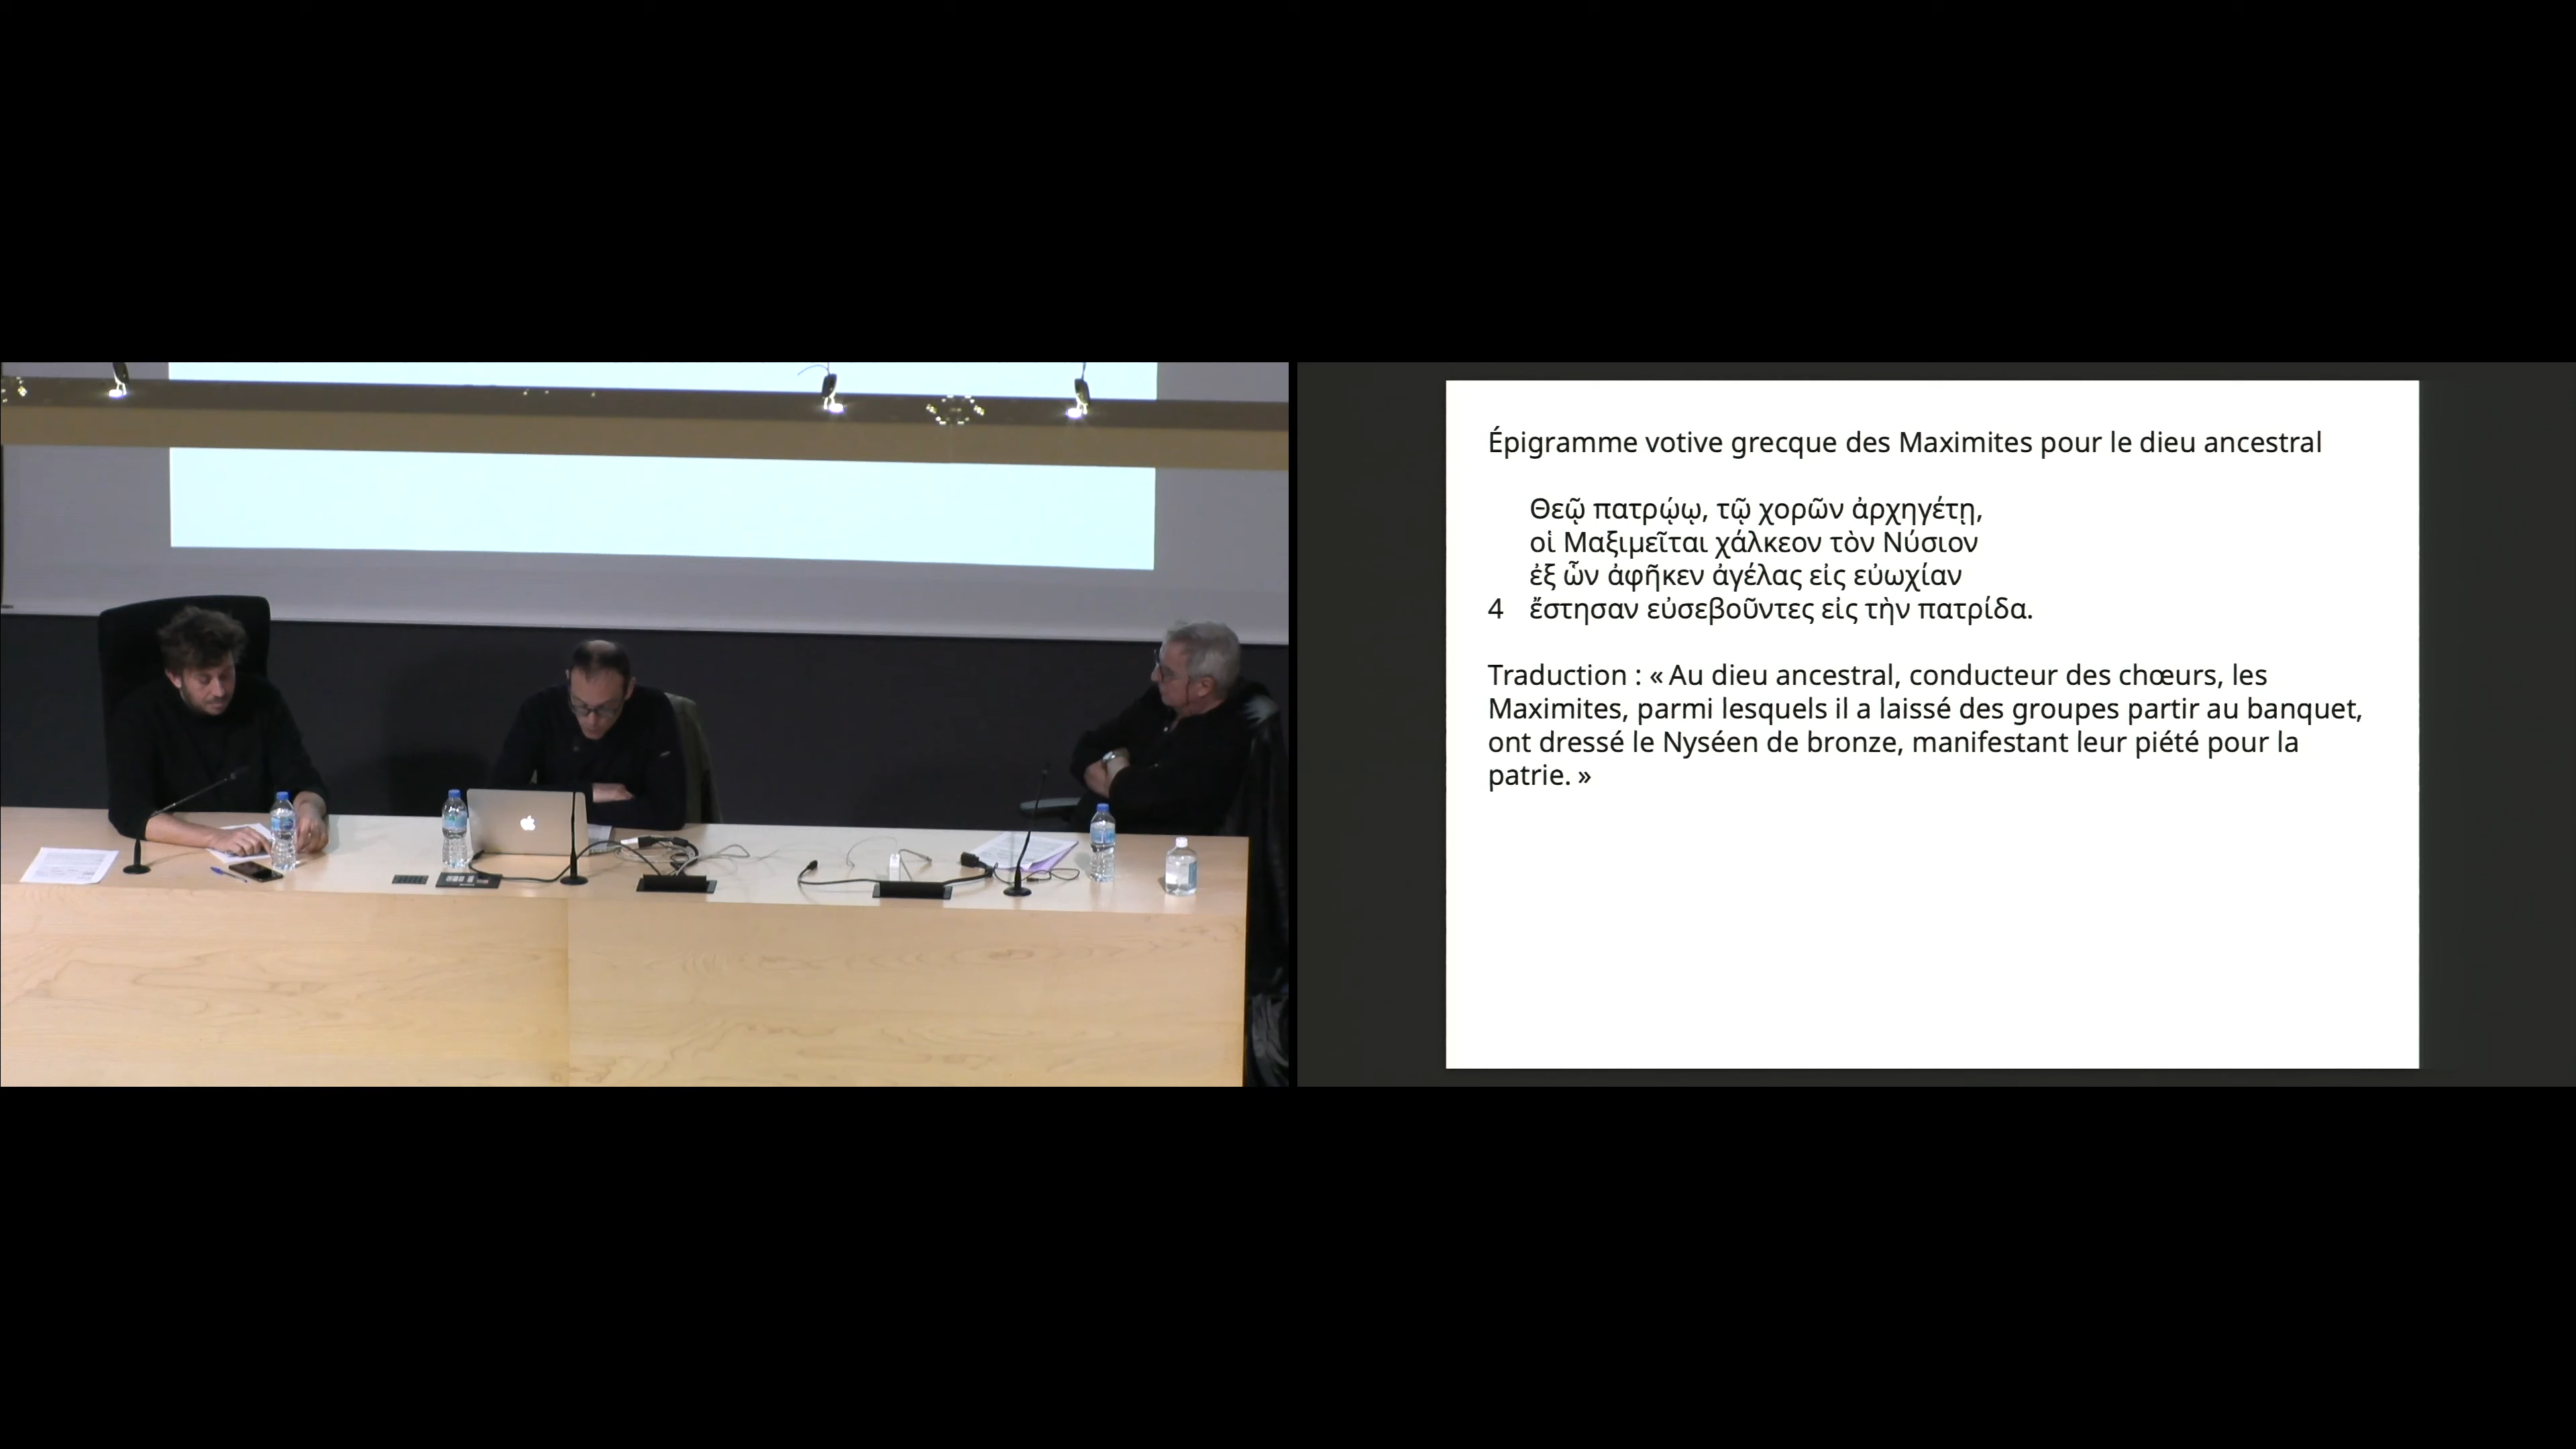 Épigramme votive grecque des Maximites pour le dieu ancestral
Θεῷ πατρῴῳ, τῷ χορῶν ἀρχηγέτῃ,
οἱ Μαξιμεῖται χάλκεον τὸν Νύσιον
ἐξ ὧν ἀφῆκεν ἀγέλας εἰς εὐωχίαν
4 ἔστησαν εὐσεβοῦντες εἰς τὴν πατρίδα.
Traduction : « Au dieu ancestral, conducteur des chœurs, les
Maximites, parmi lesquels il a laissé des groupes partir au banquet,
ont dressé le Nyséen de bronze, manifestant leur piété pour la
patrie. »